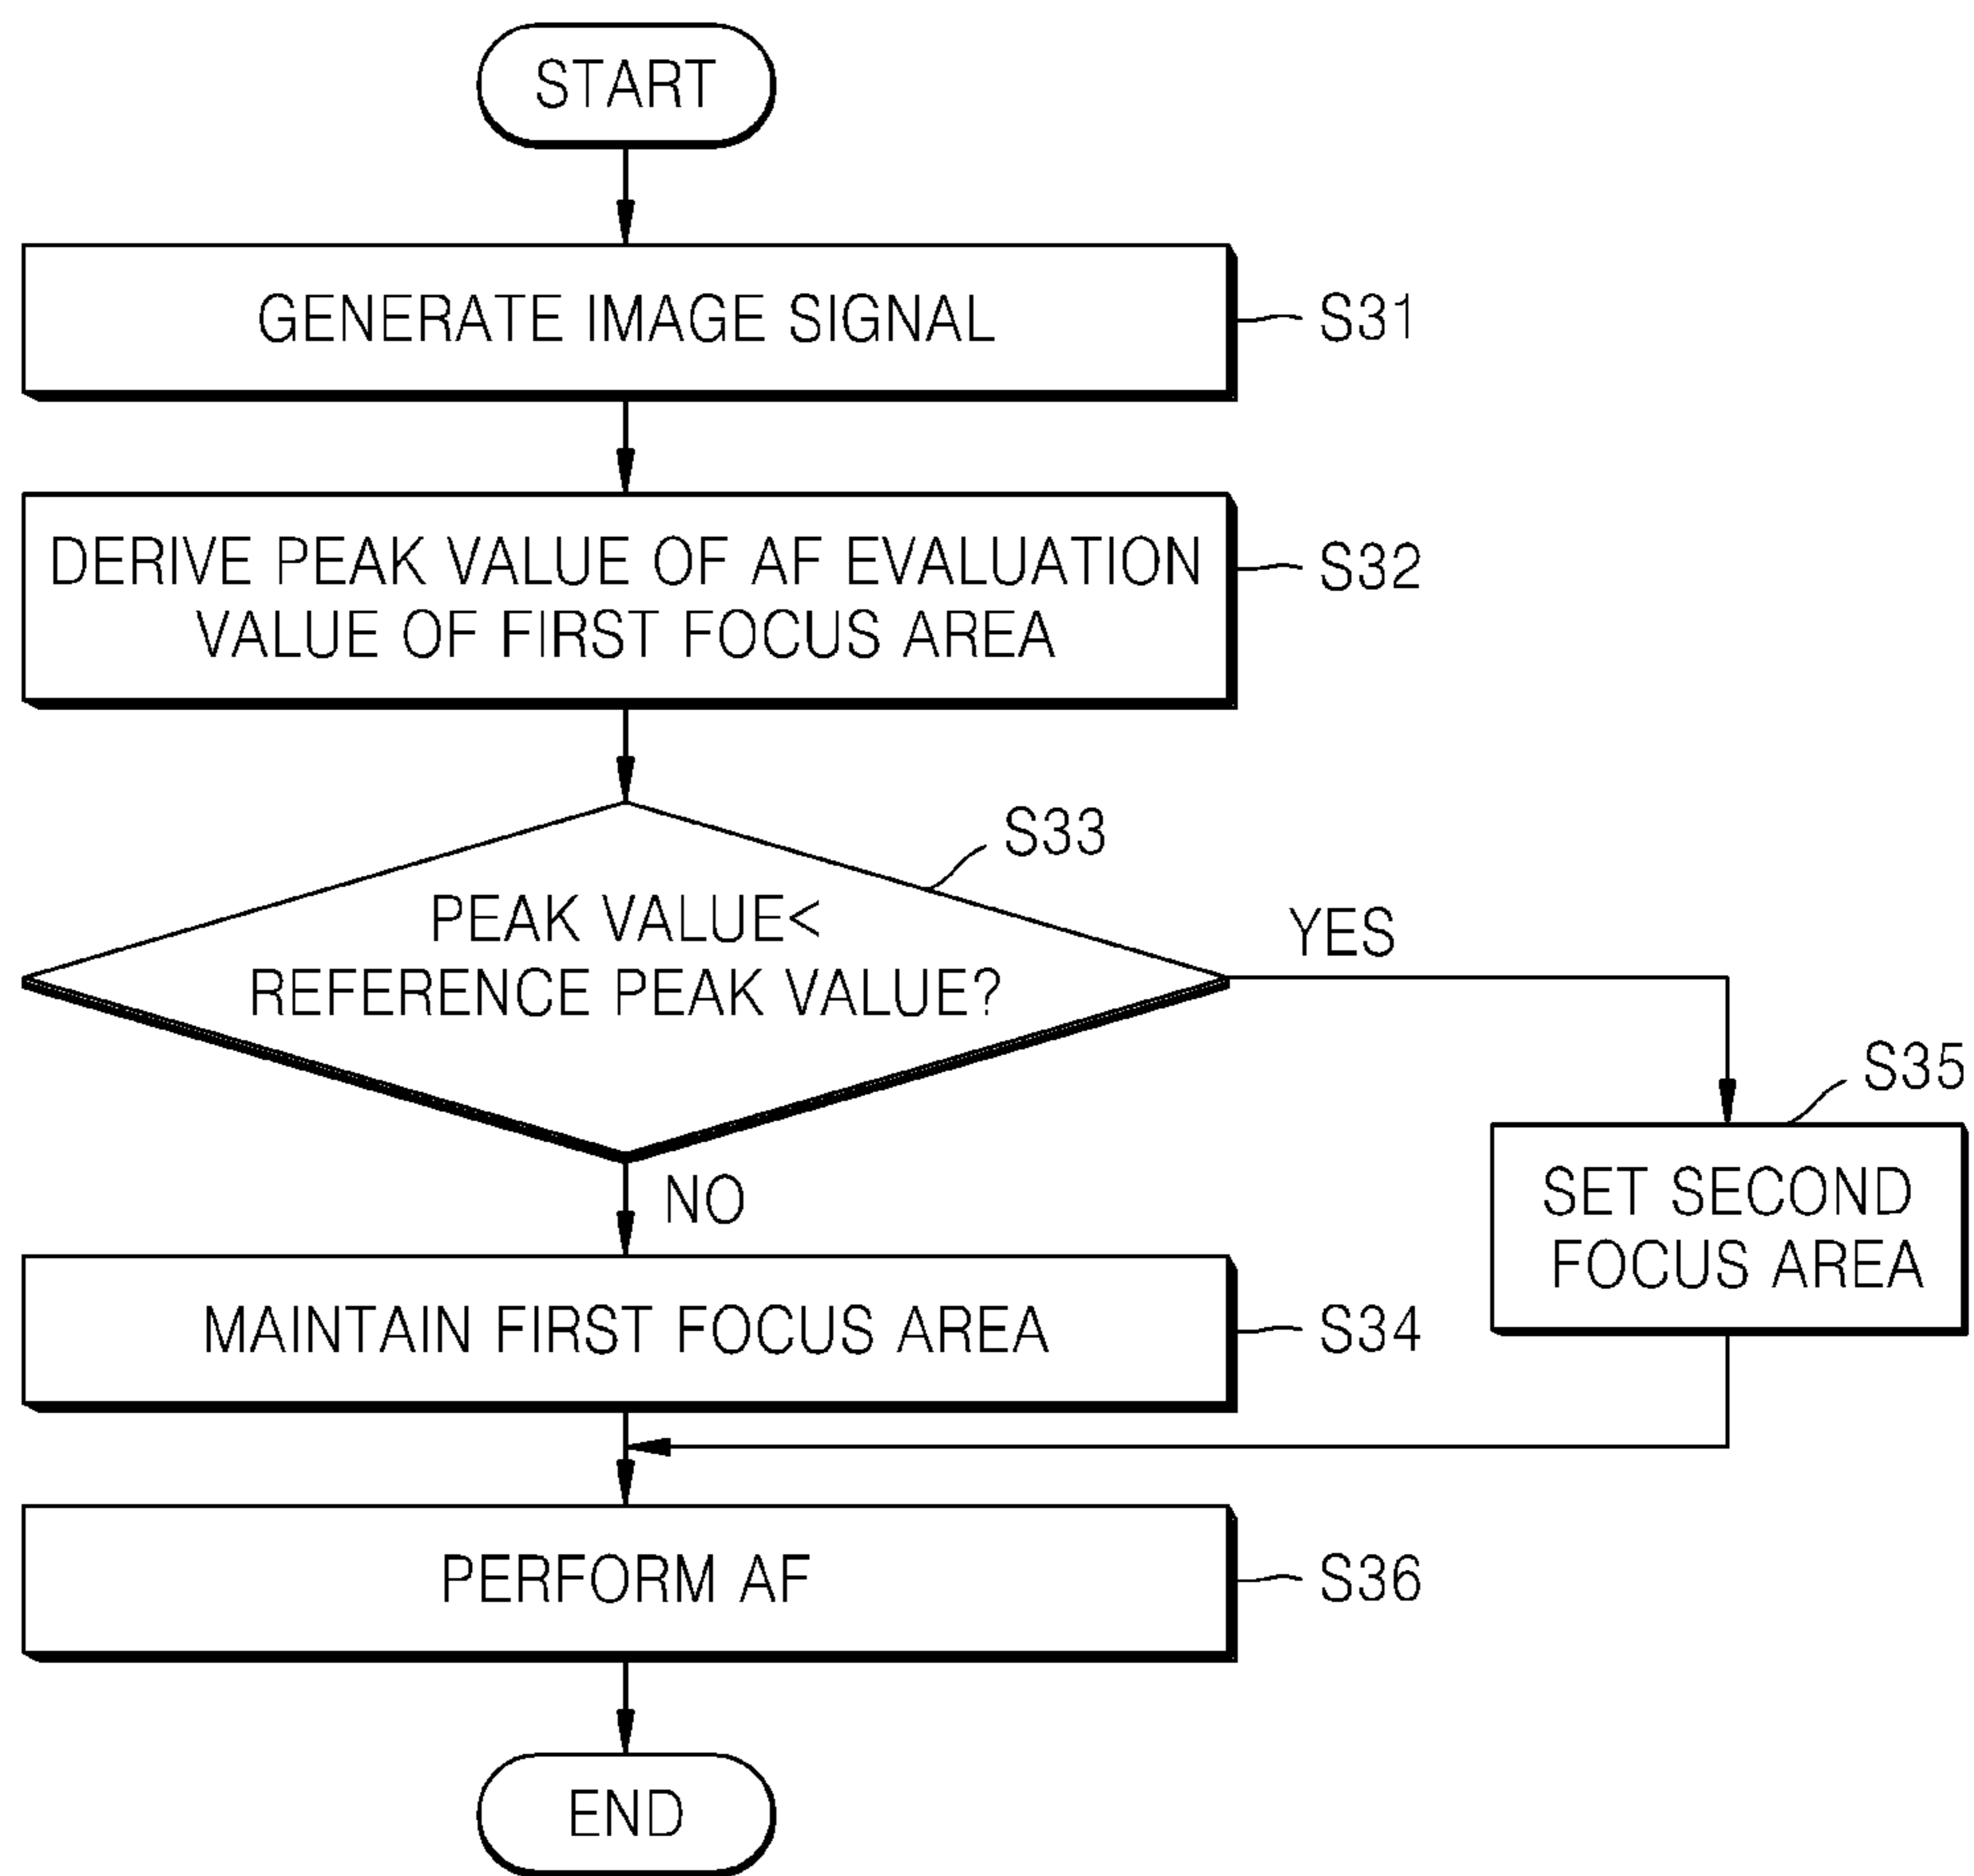 START
GENERATE IMAGE SIGNAL
S31
DERIVE PEAK VALUE OF AF EVALUATION
VALUE OF FIRST FOCUS AREA
S32
S33
PEAK VALUE<
REFERENCE PEAK VALUE?
YES
NO
S35
SET SECOND
FOCUS AREA
MAINTAIN FIRST FOCUS AREA
S34
PERFORM AF
S36
END